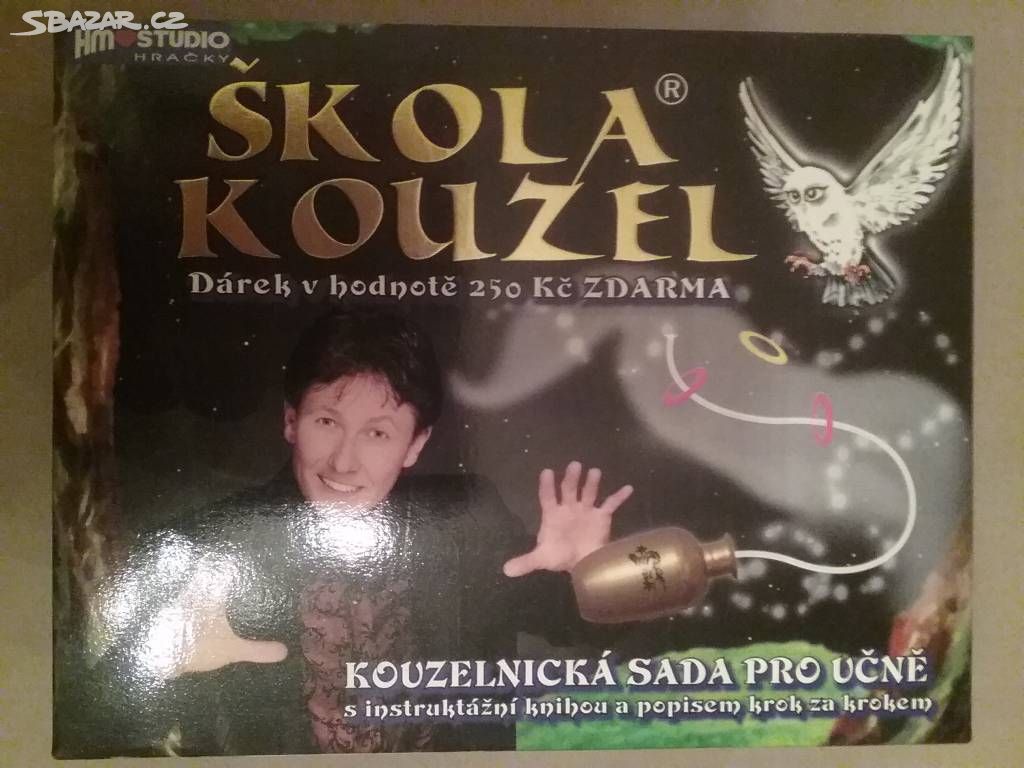 SBAZAR.CZ
HM STUDIO
HRAČKY
ŠKOLA®
KOUZEL
Dárek v hodnotě 250 Kč ZDARMA
KOUZELNICKÁ SADA PRO UČNĚ
s instruktážní knihou a popisem krok za krokem